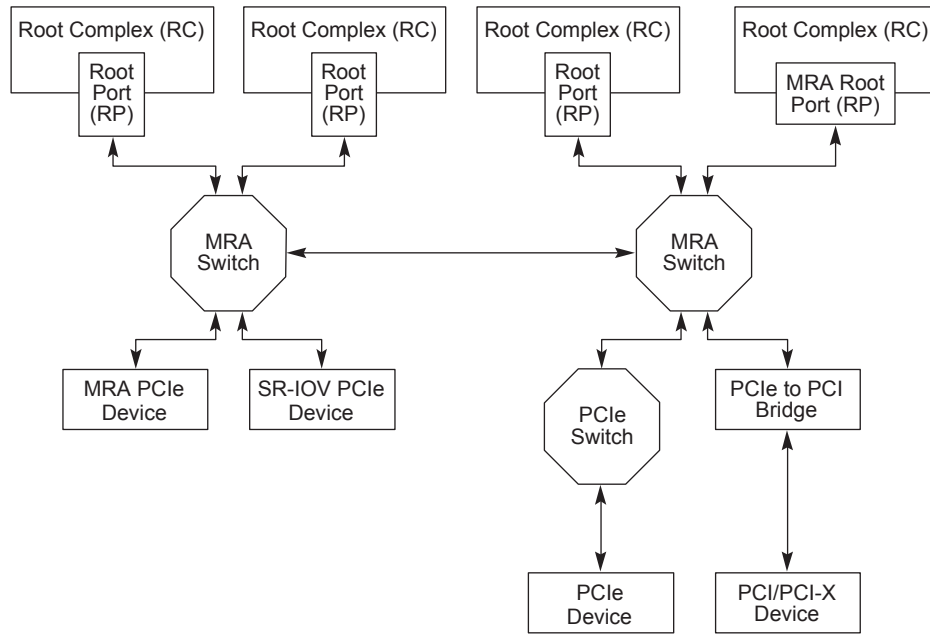 Root Complex (RC)
Root Complex (RC)
Root Complex (RC)
Root Complex (RC)
Root
Port
(RP)
Root
Port
(RP)
Root
Port
(RP)
MRA Root
Port (RP)
MRA
Switch
MRA
Switch
MRA PCIe
Device
SR-IOV PCIe
Device
PCIe
Switch
PCIe to PCI
Bridge
PCIe
Device
PCI/PCI-X
Device